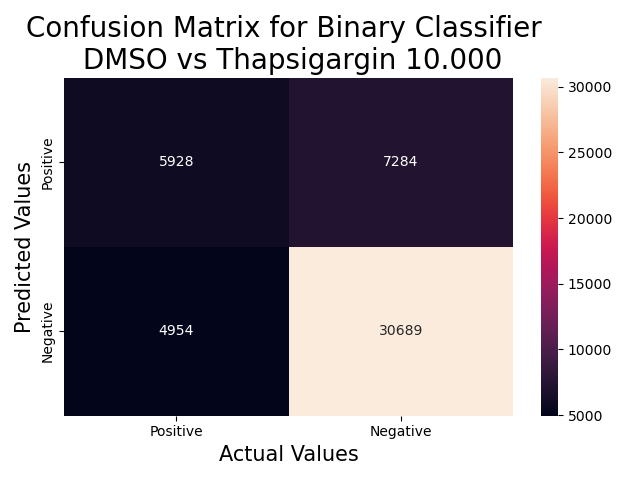 Confusion Matrix for Binary Classifier
DMSO vs Thapsigargin 10.000
Predicted Values
Positive
Negative
5928
7284
4954
30689
Positive
Negative
Actual Values
30000
25000
20000
15000
10000
5000